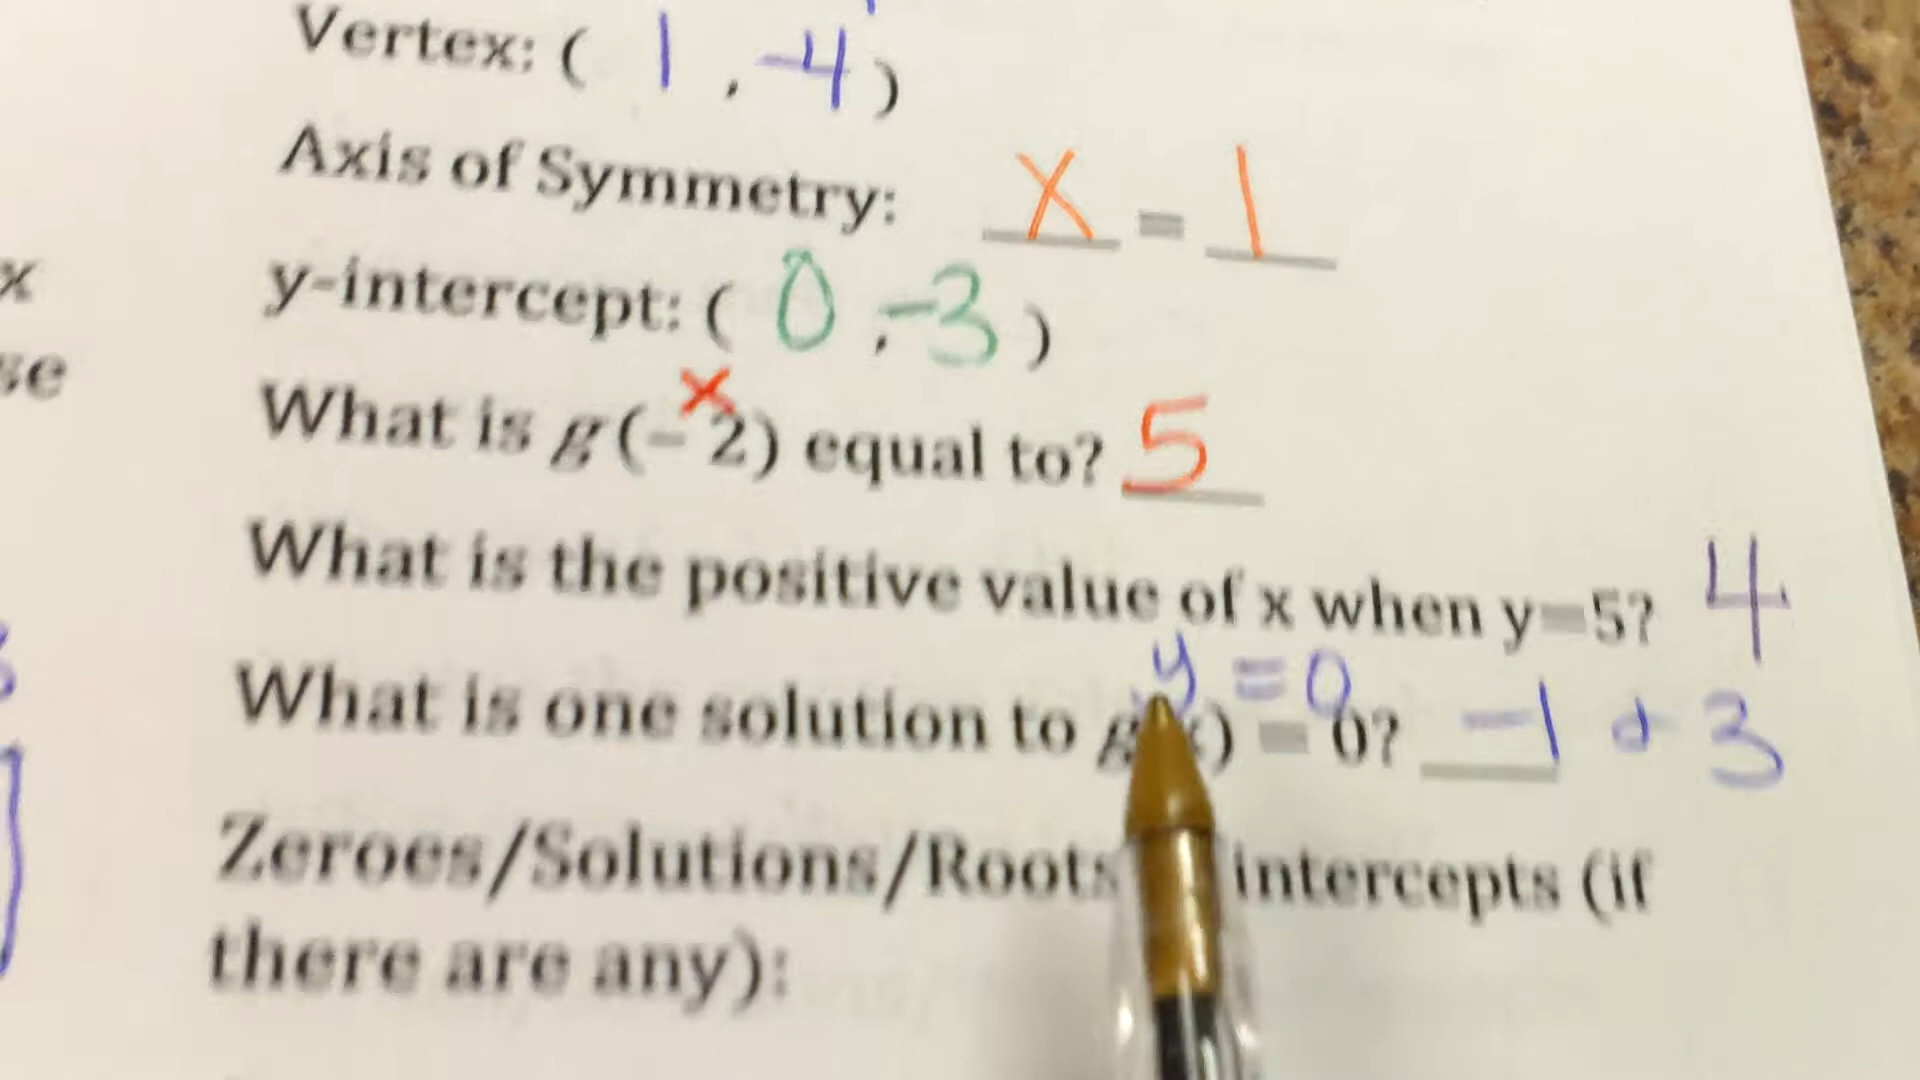 Vertex: ( 1 , -4 )
Axis of Symmetry: x = 1
x
y-intercept: ( 0 , -3 )
se
x
What is g(-2) equal to? 5
What is the positive value of x when y=5? 4
y = 0
What is one solution to = 0? -1 + 3
Zeroes/Solutions/Roots intercepts (if
there are any):